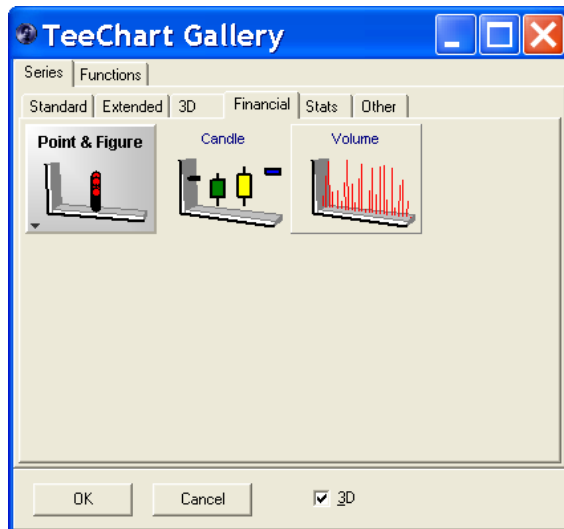 TeeChart Gallery
Series Functions
Standard Extended 3D Financial Stats Other
Point & Figure Candle Volume
OK Cancel 3D